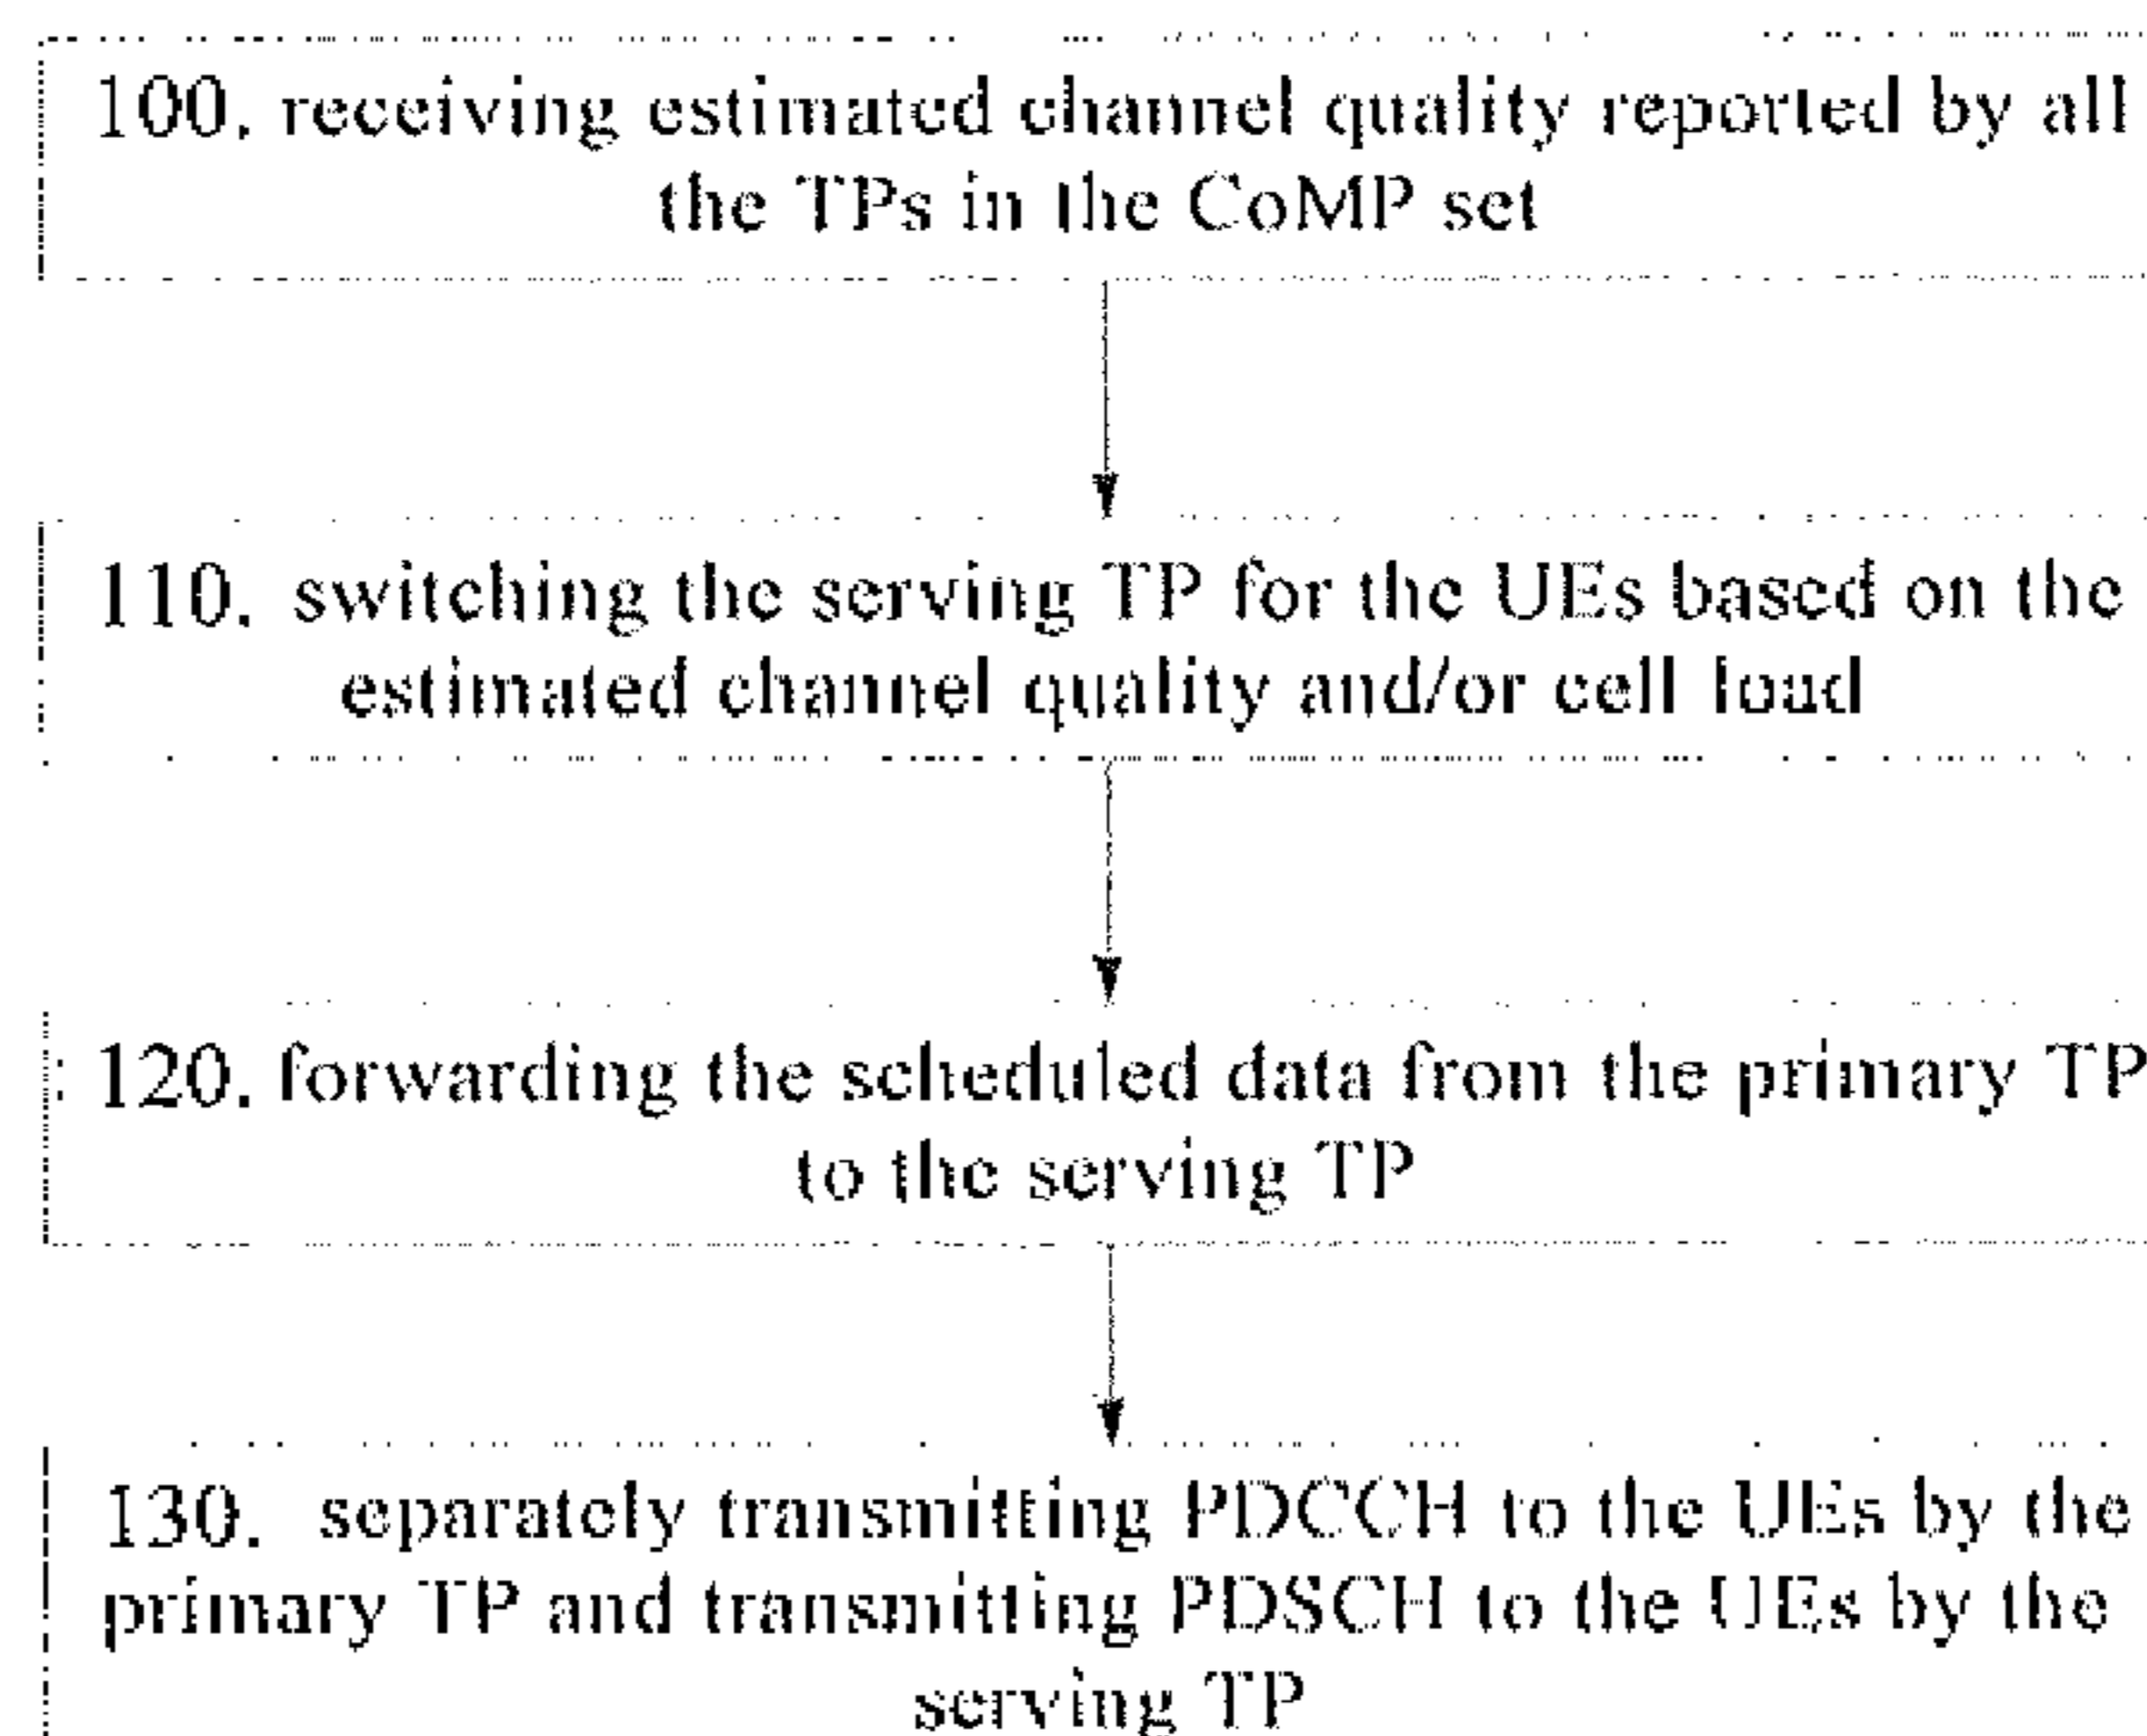 100. receiving estimated channel quality reported by all
the TPs in the CoMP set
110. switching the serving TP for the UEs based on the
estimated channel quality and/or cell load
120. forwarding the scheduled data from the primary TP
to the serving TP
130. separately transmitting PDCCH to the UEs by the
primary TP and transmitting PDSCH to the UEs by the
serving TP